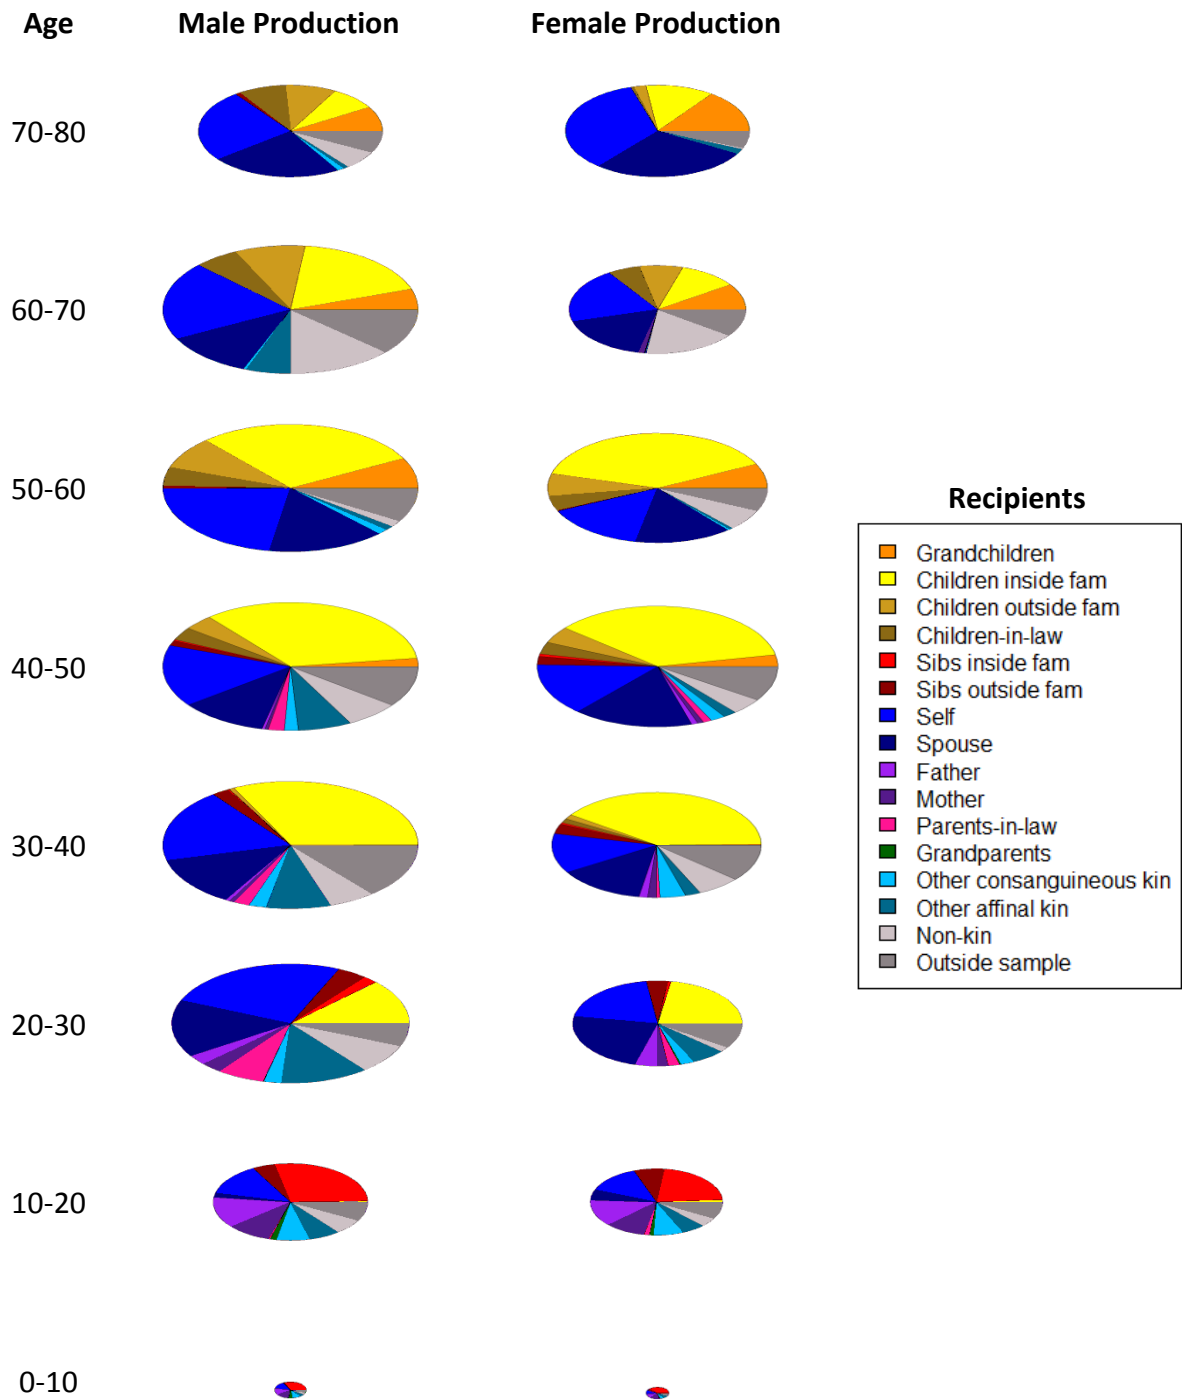 Age Male Production Female Production
70-80
60-70
50-60
40-50
30-40
20-30
10-20
0-10
Recipients
Grandchildren
Children inside fam
Children outside fam
Children-in-law
Sibs inside fam
Sibs outside fam
Self
Spouse
Father
Mother
Parents-in-law
Grandparents
Other consanguineous kin
Other affinal kin
Non-kin
Outside sample